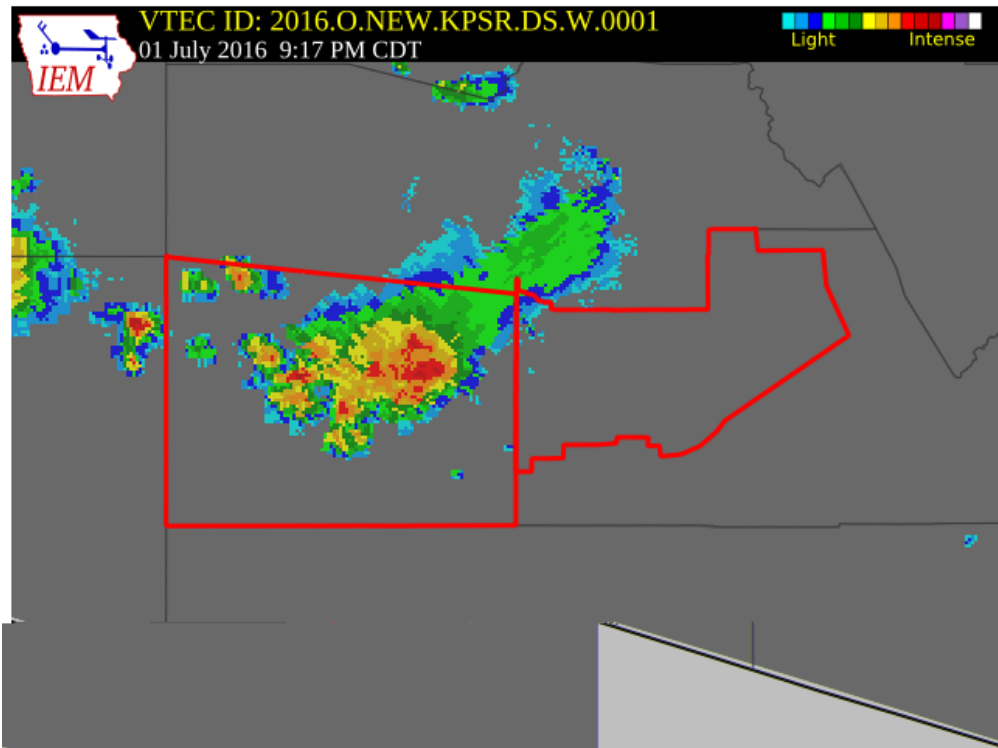 VTEC ID: 2016.O.NEW.KPSR.DS.W.0001
01 July 2016 9:17 PM CDT
IEM
Light Intense